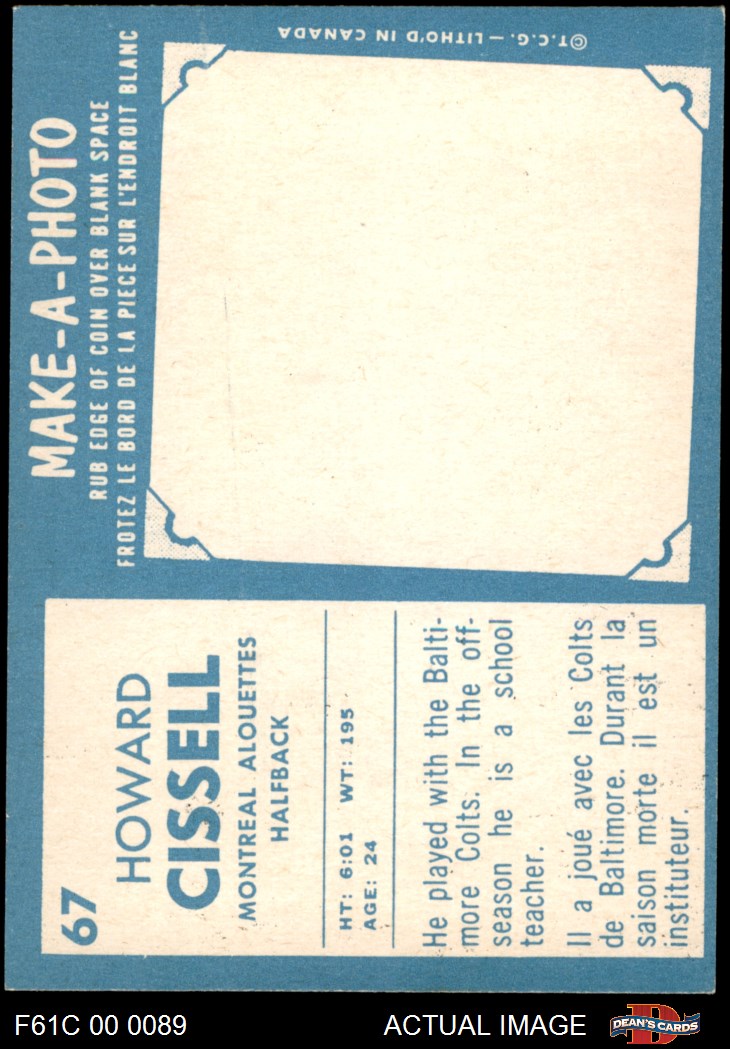 67
HOWARD
CISSELL
MONTREAL ALOUETTES
HALFBACK
HT: 6:01 WT: 195
AGE: 24
He played with the Balti-
more Colts. In the off-
season he is a school
teacher.
Il a joué avec les Colts
de Baltimore. Durant la
saison morte il est un
instituteur.
MAKE-A-PHOTO
RUB EDGE OF COIN OVER BLANK SPACE
FROTEZ LE BORD DE LA PIECE SUR L'ENDROIT BLANC
©T.C.G. — LITHO'D IN CANADA
F61C 00 0089
ACTUAL IMAGE
D
DEAN'S CARDS